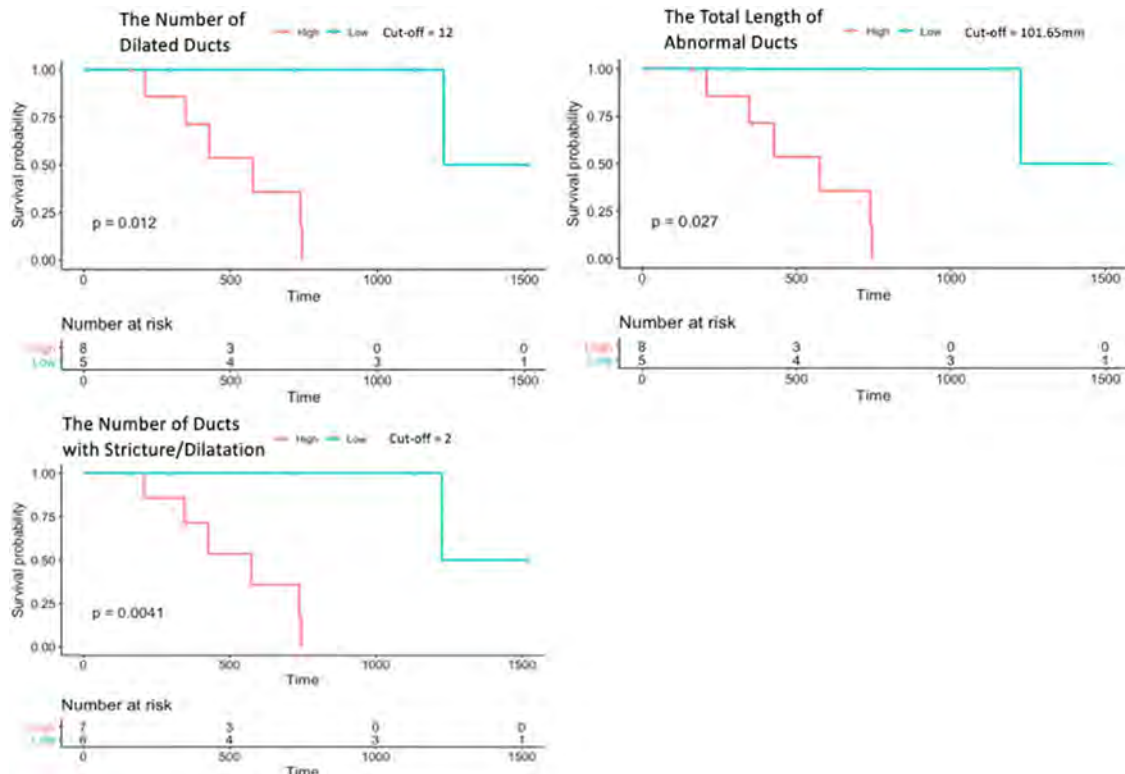 The Number of
Dilated Ducts
High Low Cut-off = 12
1.00
0.75
0.50
0.25
0.00
Survival probability
p = 0.012
0 500 1000 1500
Time
Number at risk
High 8 3 0 0
Low 5 4 3 1
0 500 1000 1500
Time
The Total Length of
Abnormal Ducts
High Low Cut-off = 101.65mm
1.00
0.75
0.50
0.25
0.00
Survival probability
p = 0.027
0 500 1000 1500
Time
Number at risk
High 8 3 0 0
Low 5 4 3 1
0 500 1000 1500
Time
The Number of Ducts
with Stricture/Dilatation
High Low Cut-off = 2
1.00
0.75
0.50
0.25
0.00
Survival probability
p = 0.0041
0 500 1000 1500
Time
Number at risk
High 7 3 0 0
Low 6 4 3 1
0 500 1000 1500
Time